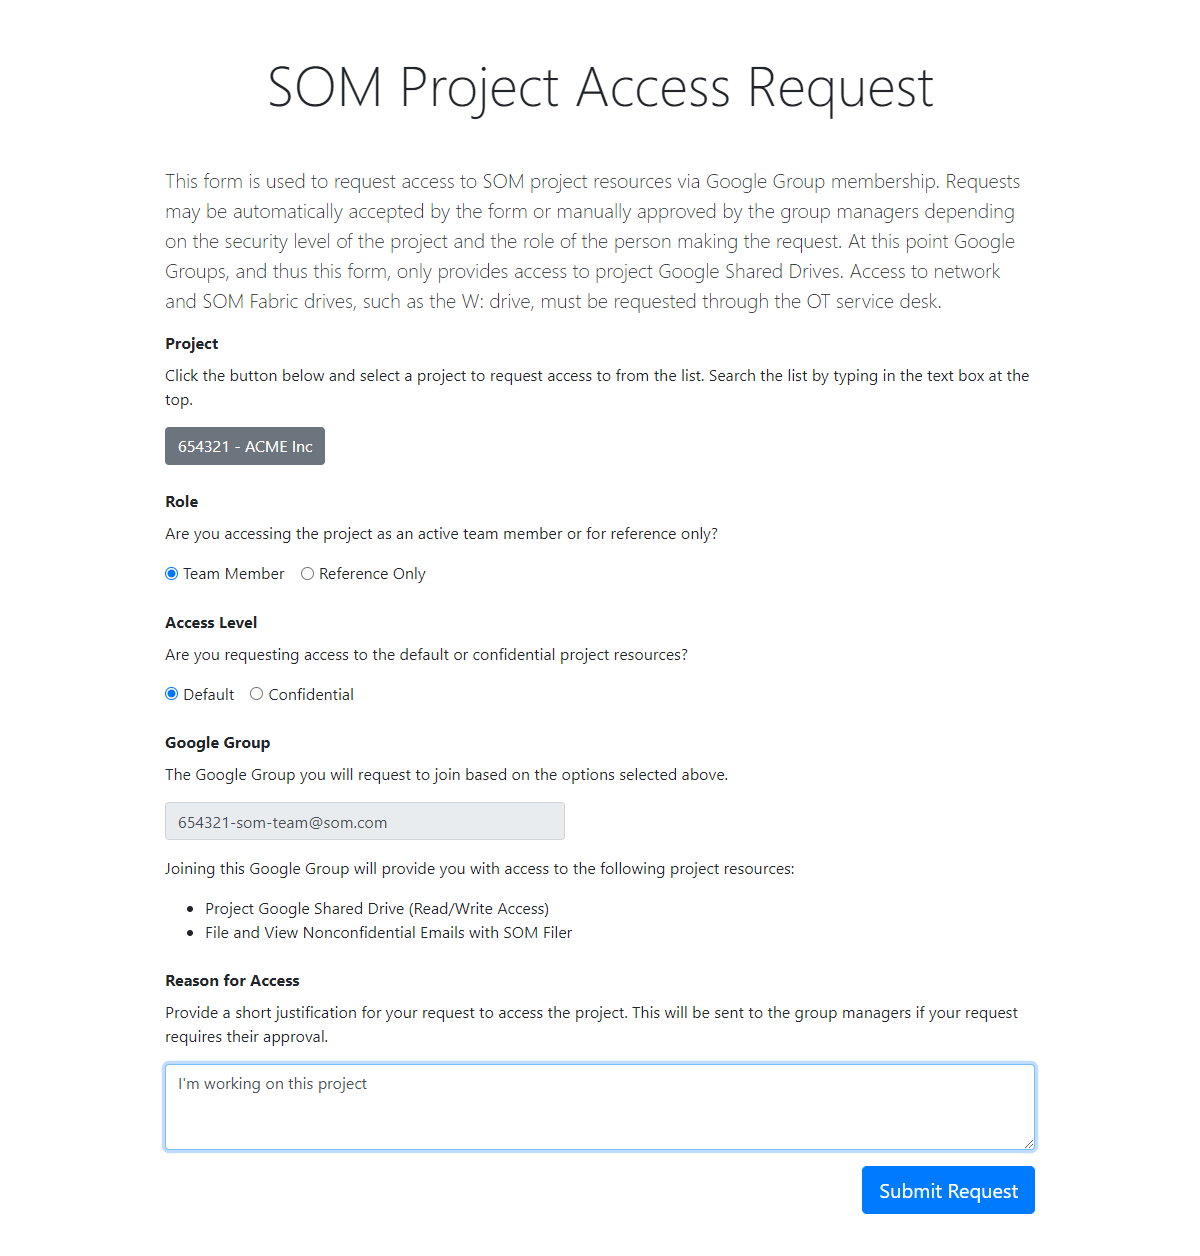 SOM Project Access Request
This form is used to request access to SOM project resources via Google Group membership. Requests
may be automatically accepted by the form or manually approved by the group managers depending
on the security level of the project and the role of the person making the request. At this point Google
Groups, and thus this form, only provides access to project Google Shared Drives. Access to network
and SOM Fabric drives, such as the W: drive, must be requested through the OT service desk.
Project
Click the button below and select a project to request access to from the list. Search the list by typing in the text box at the
top.
654321 - ACME Inc
Role
Are you accessing the project as an active team member or for reference only?
Team Member Reference Only
Access Level
Are you requesting access to the default or confidential project resources?
Default Confidential
Google Group
The Google Group you will request to join based on the options selected above.
654321-som-team@som.com
Joining this Google Group will provide you with access to the following project resources:
• Project Google Shared Drive (Read/Write Access)
• File and View Nonconfidential Emails with SOM Filer
Reason for Access
Provide a short justification for your request to access the project. This will be sent to the group managers if your request
requires their approval.
I'm working on this project
Submit Request